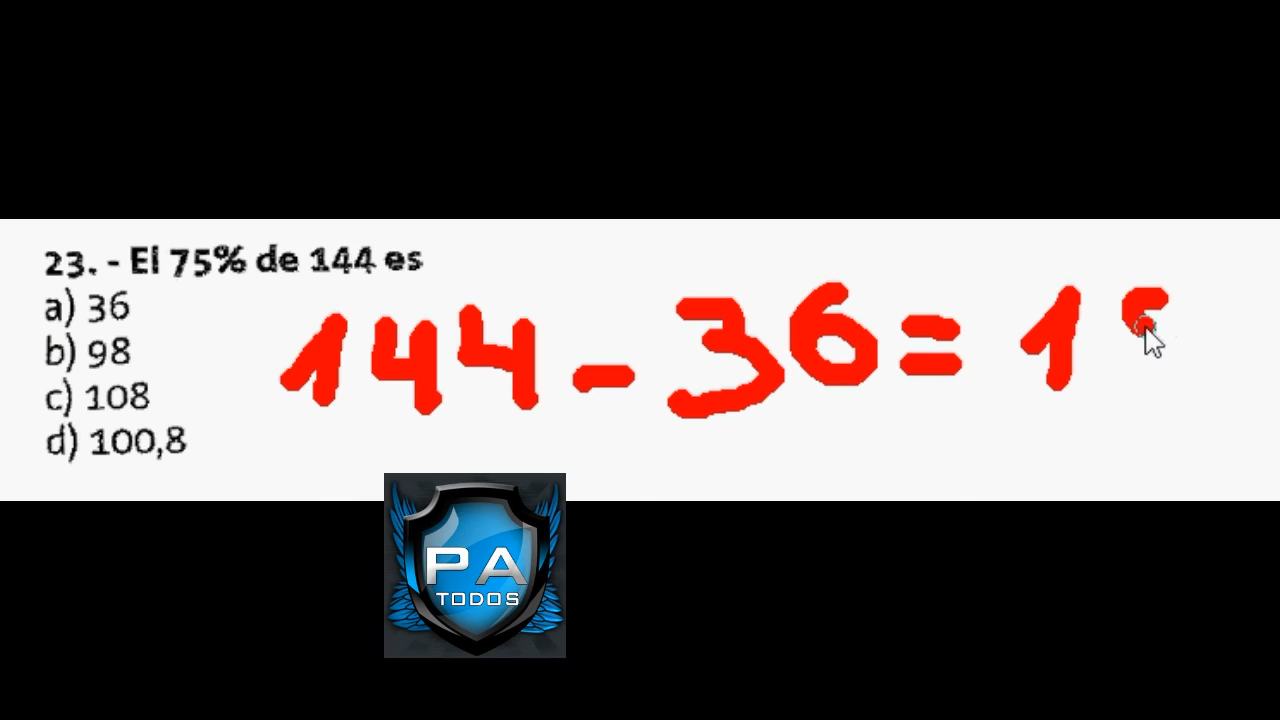 23. - El 75% de 144 es
a) 36
b) 98
c) 108
d) 100,8
144 - 36 = 1
PA
TODOS